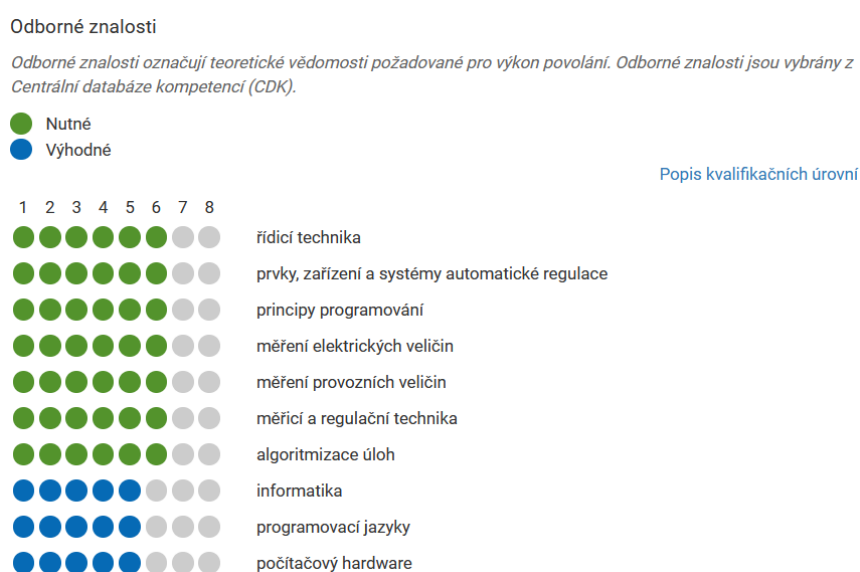 Odborné znalosti
Odborné znalosti označují teoretické vědomosti požadované pro výkon povolání. Odborné znalosti jsou vybrány z
Centrální databáze kompetencí (CDK).
Nutné
Výhodné
Popis kvalifikačních úrovní
1 2 3 4 5 6 7 8
řídicí technika
prvky, zařízení a systémy automatické regulace
principy programování
měření elektrických veličin
měření provozních veličin
měřicí a regulační technika
algoritmizace úloh
informatika
programovací jazyky
počítačový hardware